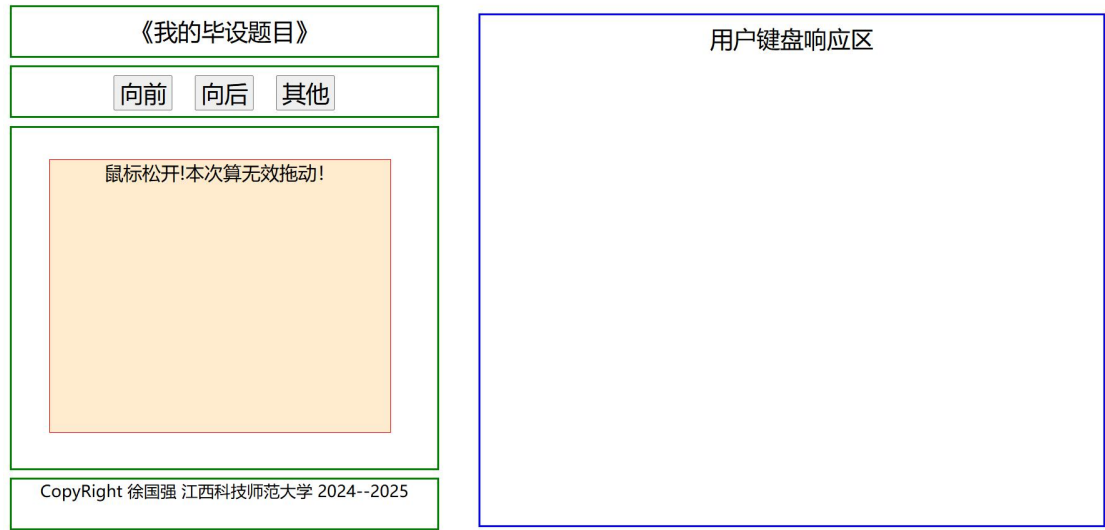 《我的毕设题目》
向前 向后 其他
鼠标松开!本次算无效拖动!
CopyRight 徐国强 江西科技师范大学 2024--2025
用户键盘响应区